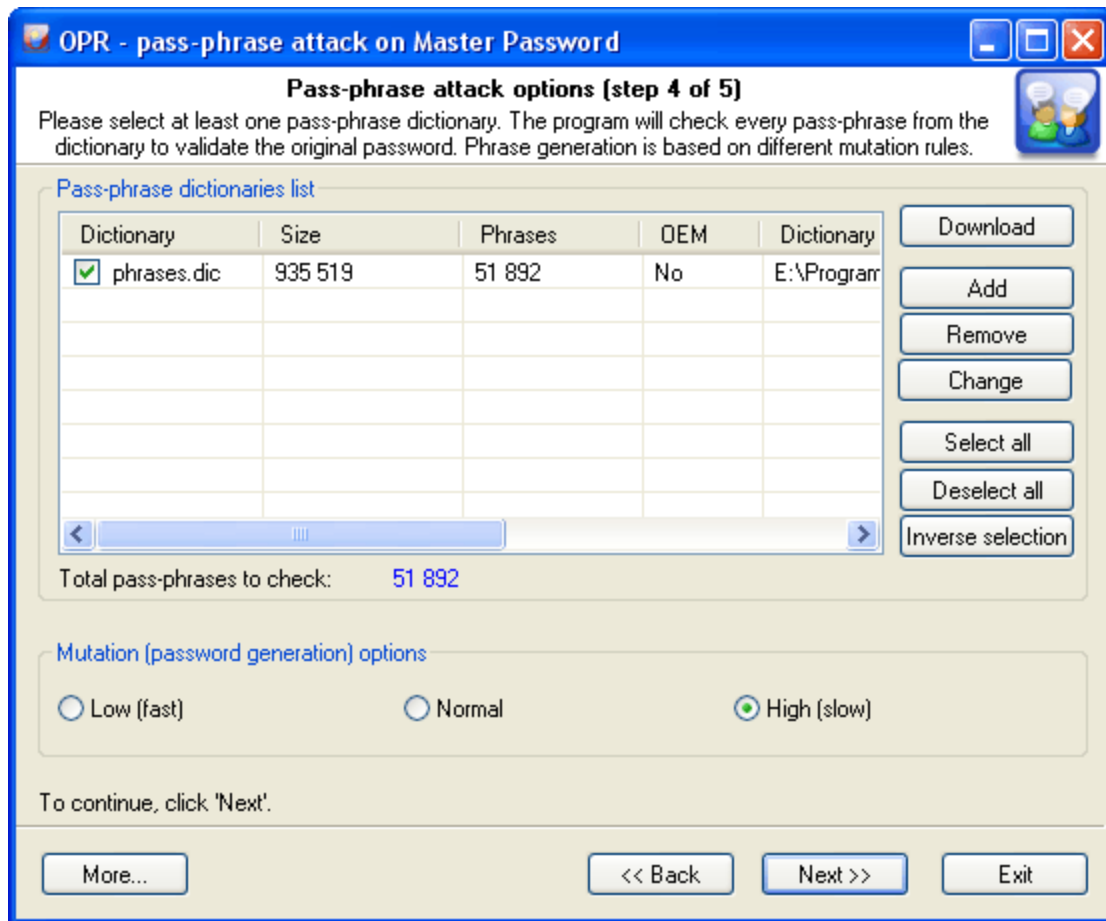 OPR - pass-phrase attack on Master Password
Pass-phrase attack options (step 4 of 5)
Please select at least one pass-phrase dictionary. The program will check every pass-phrase from the
dictionary to validate the original password. Phrase generation is based on different mutation rules.
Pass-phrase dictionaries list
Dictionary Size Phrases OEM Dictionary
phrases.dic 935 519 51 892 No E:\Program
Download
Add
Remove
Change
Select all
Deselect all
Inverse selection
Total pass-phrases to check: 51 892
Mutation (password generation) options
Low (fast) Normal High (slow)
To continue, click 'Next'.
More... << Back Next >> Exit